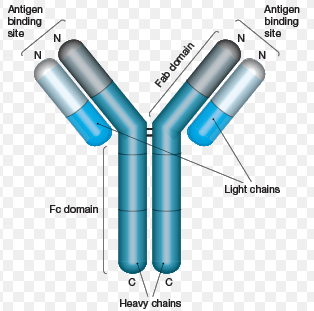 Antigen
binding
site
Antigen
binding
site
N
N
N
N
Fab domain
Light chains
Fc domain
C
C
Heavy chains